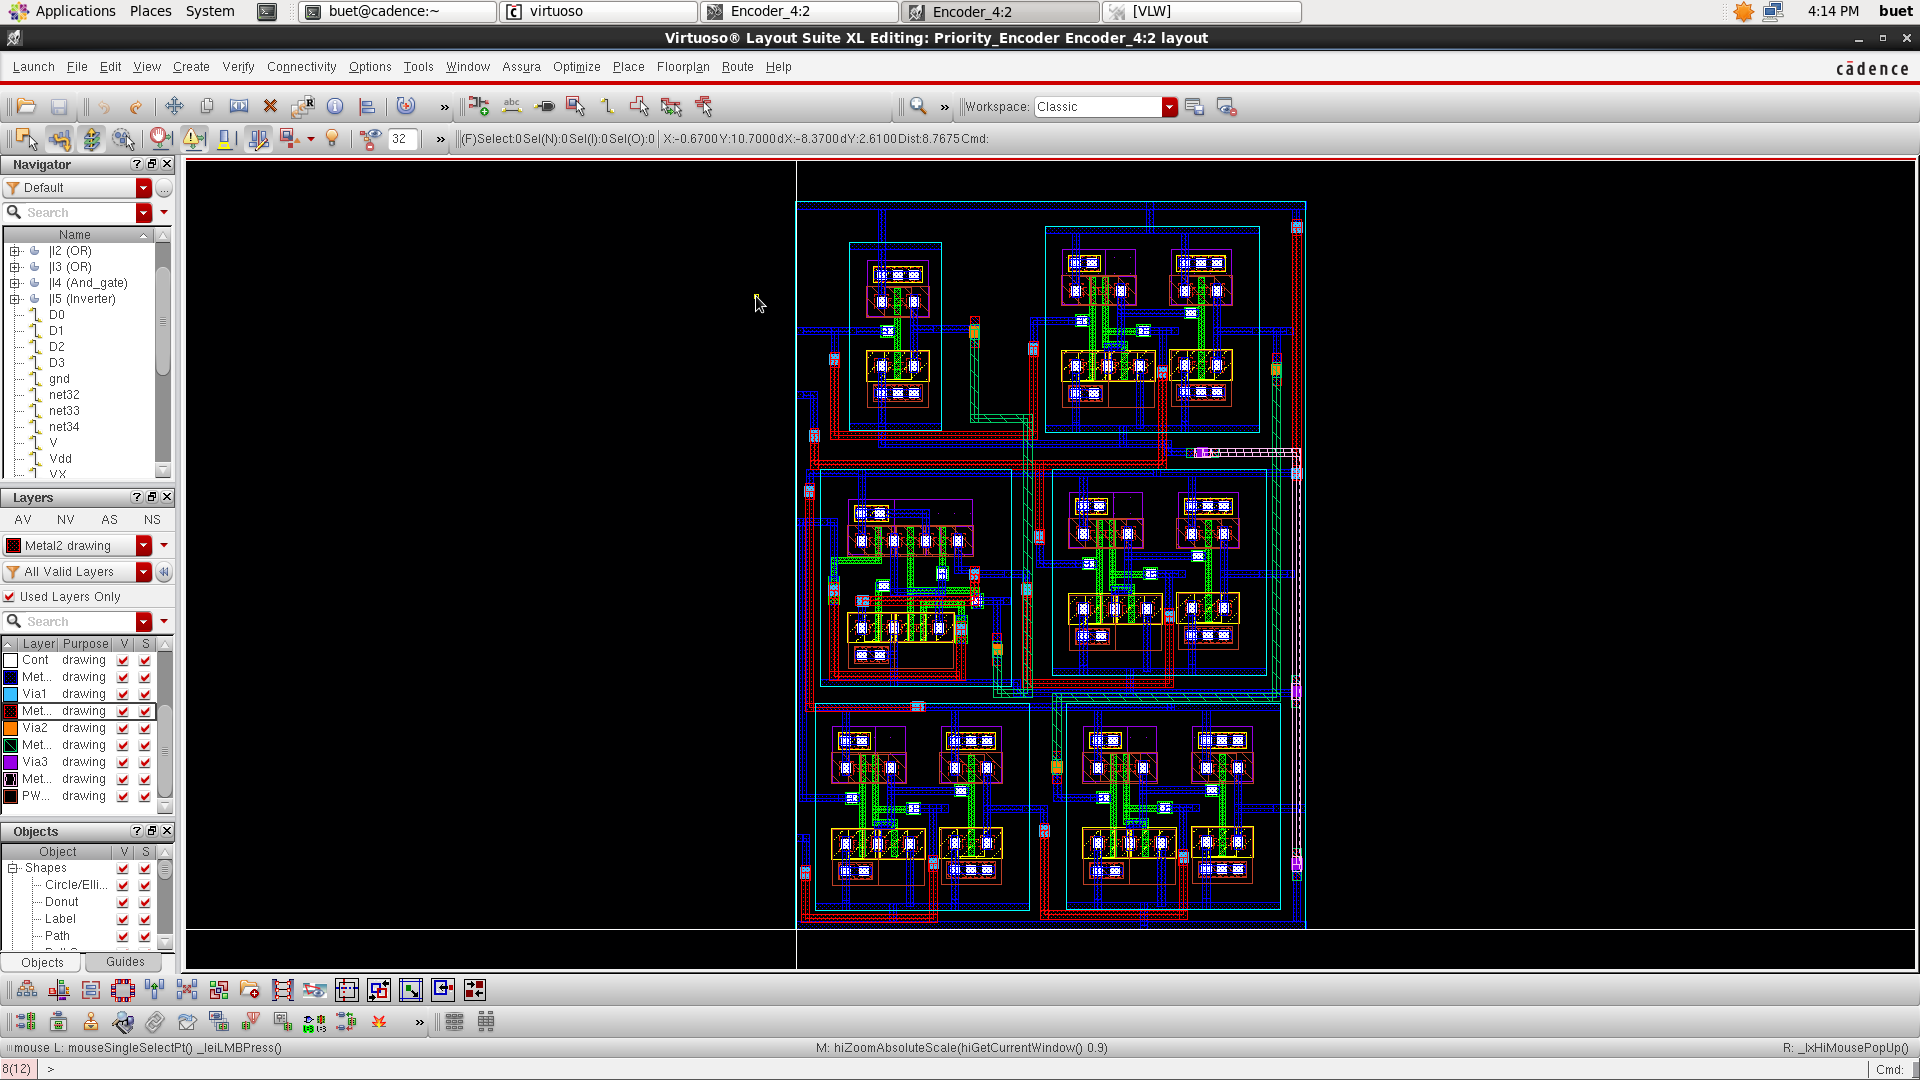 Applications Places System buet@cadence:~ virtuoso Encoder_4:2 Encoder_4:2 [VLW] 4:14 PM buet
Virtuoso® Layout Suite XL Editing: Priority_Encoder Encoder_4:2 layout
Launch File Edit View Create Verify Connectivity Options Tools Window Assura Optimize Place Floorplan Route Help cādence
abc R » » Workspace: Classic
32 » (F)Select:0 Sel(N):0 Sel(I):0 Sel(O):0 X:-0.6700 Y:10.7000 dX:-8.3700 dY:2.6100 Dist:8.7675 Cmd:
Navigator
Default
Search
Name
|I2 (OR)
|I3 (OR)
|I4 (And_gate)
|I5 (Inverter)
D0
D1
D2
D3
gnd
net32
net33
net34
V
Vdd
VX
Layers
AV NV AS NS
Metal2 drawing
All Valid Layers
Used Layers Only
Search
Layer Purpose V S
Cont drawing
Met... drawing
Via1 drawing
Met... drawing
Via2 drawing
Met... drawing
Via3 drawing
Met... drawing
PW... drawing
Objects
Object V S
Shapes
Circle/Elli...
Donut
Label
Path
Objects Guides
»
mouse L: mouseSingleSelectPt() _leiLMBPress() M: hiZoomAbsoluteScale(hiGetCurrentWindow() 0.9) R: _lxHiMousePopUp()
8(12) > Cmd: